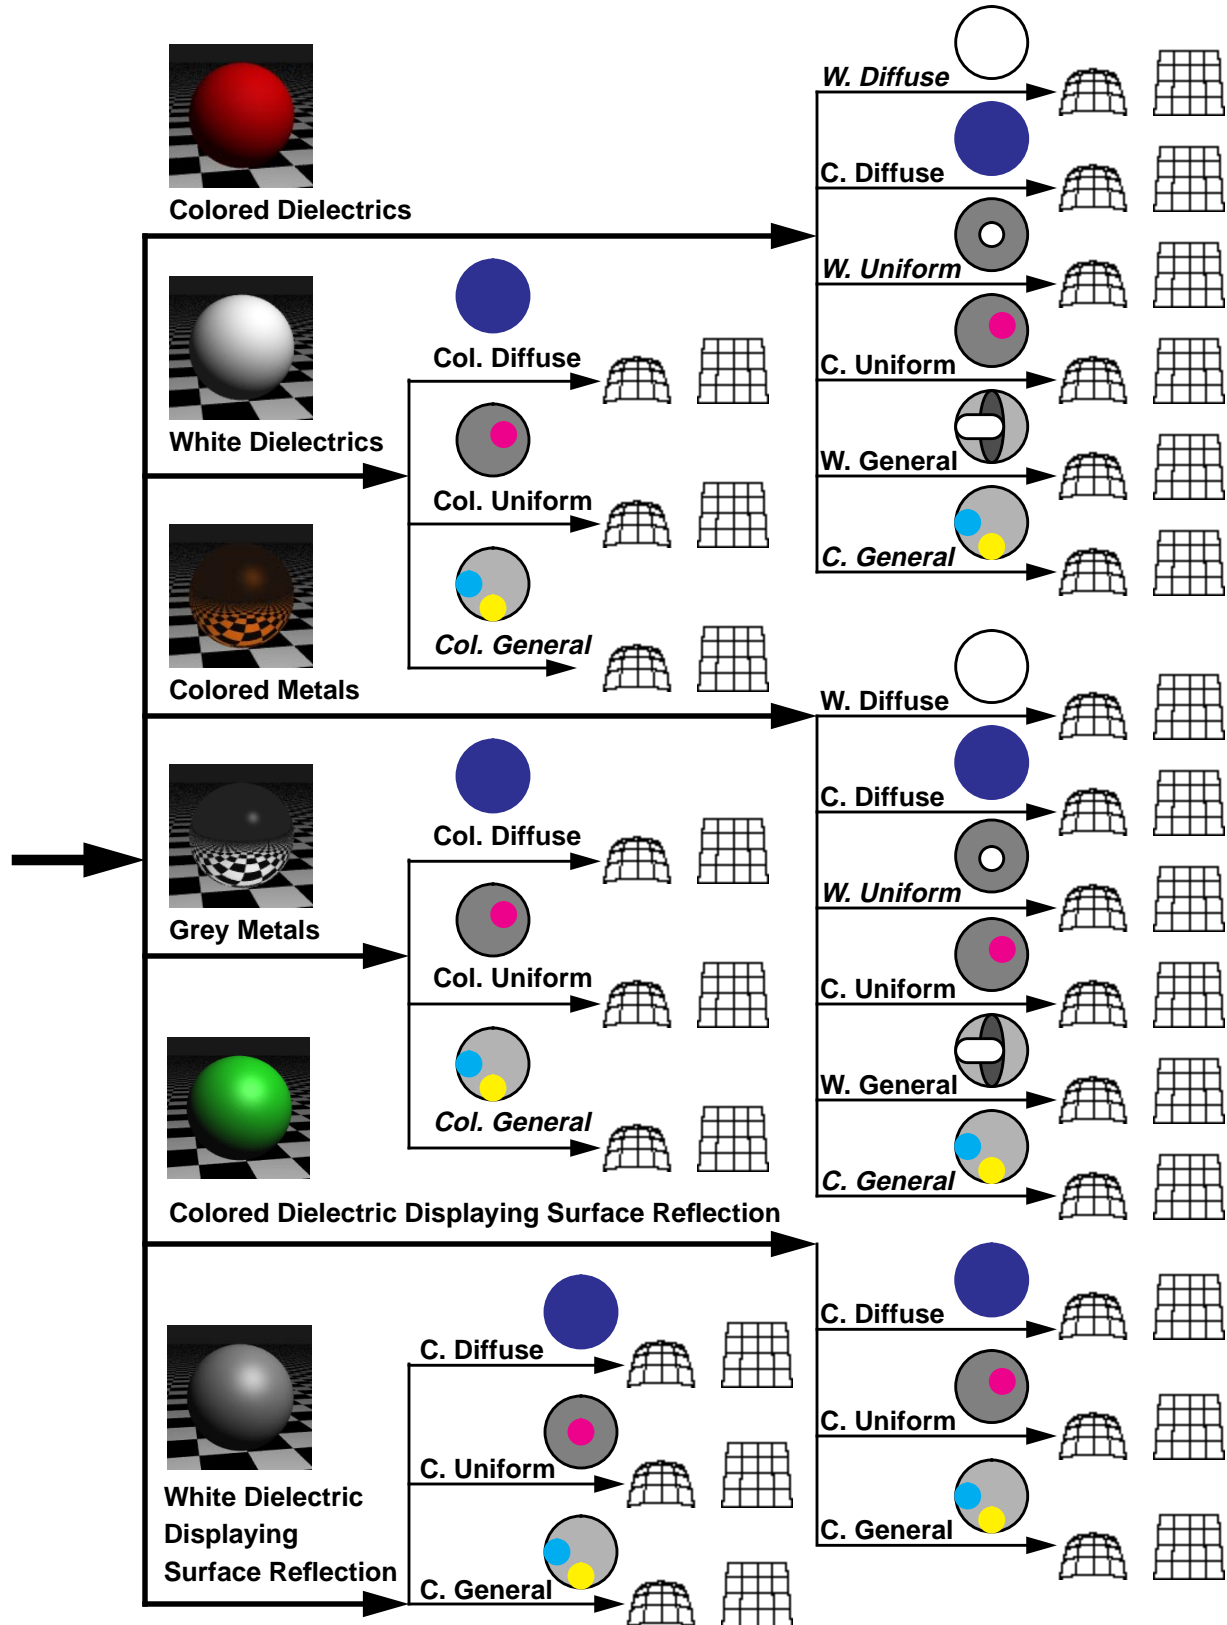 Colored Dielectrics
W. Diffuse
C. Diffuse
W. Uniform
C. Uniform
W. General
C. General
White Dielectrics
Col. Diffuse
Col. Uniform
Col. General
Colored Metals
W. Diffuse
C. Diffuse
W. Uniform
C. Uniform
W. General
C. General
Grey Metals
Col. Diffuse
Col. Uniform
Col. General
Colored Dielectric Displaying Surface Reflection
C. Diffuse
C. Uniform
C. General
White Dielectric
Displaying
Surface Reflection
C. Diffuse
C. Uniform
C. General